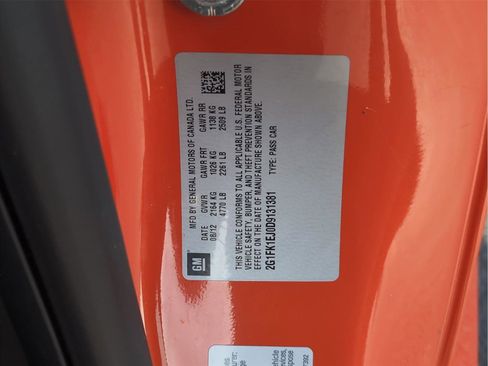 MFD BY GENERAL MOTORS OF CANADA LTD.
DATE GVWR GAWR FRT GAWR RR
08/12 2164 KG 1026 KG 1138 KG
4770 LB 2261 LB 2509 LB
THIS VEHICLE CONFORMS TO ALL APPLICABLE U.S. FEDERAL MOTOR
VEHICLE SAFETY, BUMPER, AND THEFT PREVENTION STANDARDS IN
EFFECT ON THE DATE OF MANUFACTURE SHOWN ABOVE.
TYPE: PASS CAR
2G1FK1EJ0D9131381
GM